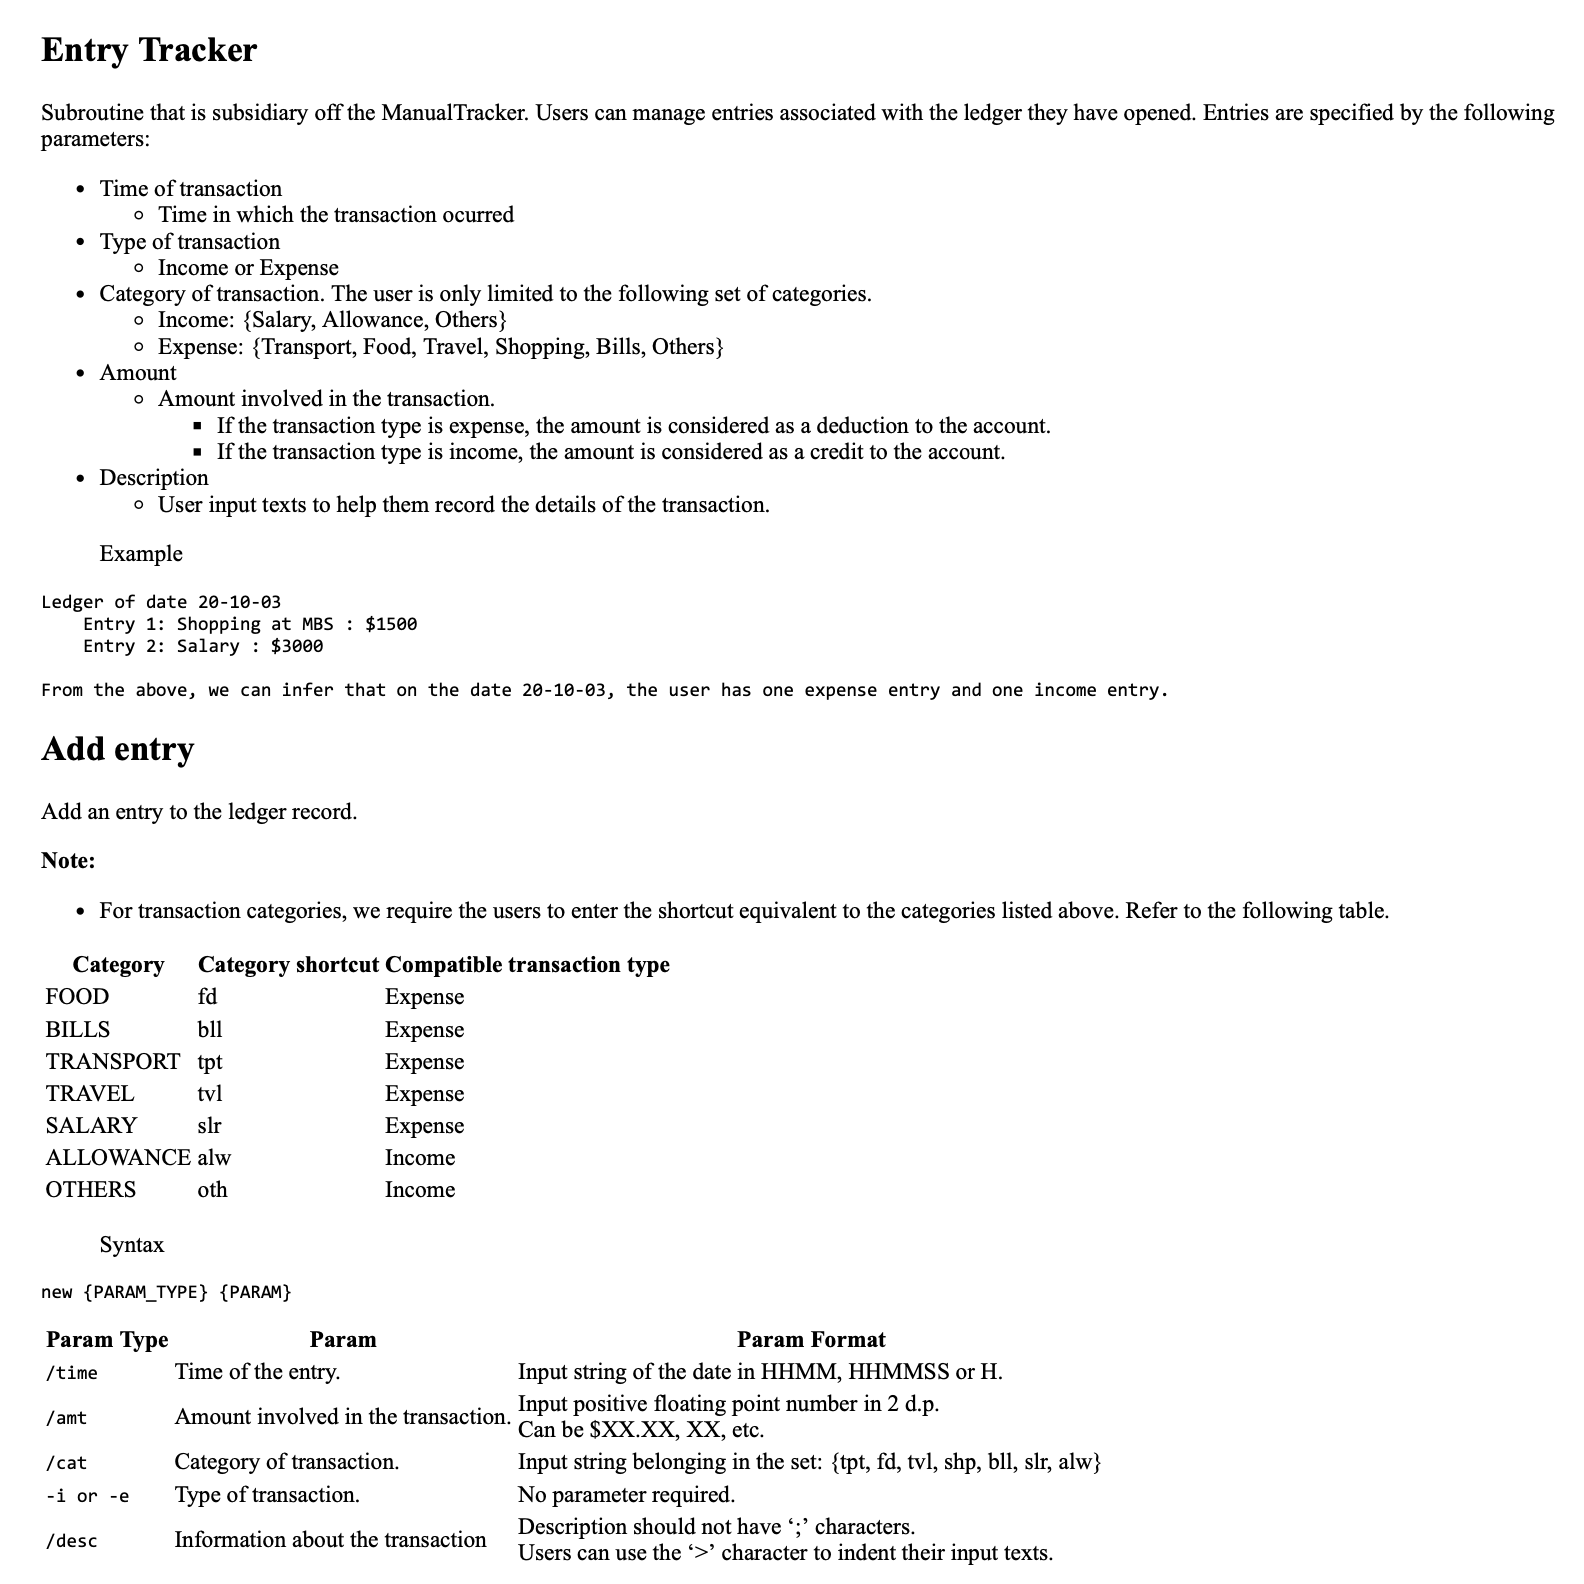 Entry Tracker
Subroutine that is subsidiary off the ManualTracker. Users can manage entries associated with the ledger they have opened. Entries are specified by the following
parameters:
• Time of transaction
◦ Time in which the transaction ocurred
• Type of transaction
◦ Income or Expense
• Category of transaction. The user is only limited to the following set of categories.
◦ Income: {Salary, Allowance, Others}
◦ Expense: {Transport, Food, Travel, Shopping, Bills, Others}
• Amount
◦ Amount involved in the transaction.
▪ If the transaction type is expense, the amount is considered as a deduction to the account.
▪ If the transaction type is income, the amount is considered as a credit to the account.
• Description
◦ User input texts to help them record the details of the transaction.
Example
Ledger of date 20-10-03
    Entry 1: Shopping at MBS : $1500
    Entry 2: Salary : $3000
From the above, we can infer that on the date 20-10-03, the user has one expense entry and one income entry.
Add entry
Add an entry to the ledger record.
Note:
• For transaction categories, we require the users to enter the shortcut equivalent to the categories listed above. Refer to the following table.
Category Category shortcut Compatible transaction type
FOOD fd Expense
BILLS bll Expense
TRANSPORT tpt Expense
TRAVEL tvl Expense
SALARY slr Expense
ALLOWANCE alw Income
OTHERS oth Income
Syntax
new {PARAM_TYPE} {PARAM}
Param Type Param Param Format
/time Time of the entry. Input string of the date in HHMM, HHMMSS or H.
/amt Amount involved in the transaction. Input positive floating point number in 2 d.p.
Can be $XX.XX, XX, etc.
/cat Category of transaction. Input string belonging in the set: {tpt, fd, tvl, shp, bll, slr, alw}
-i or -e Type of transaction. No parameter required.
/desc Information about the transaction Description should not have ‘;’ characters.
Users can use the ‘>’ character to indent their input texts.